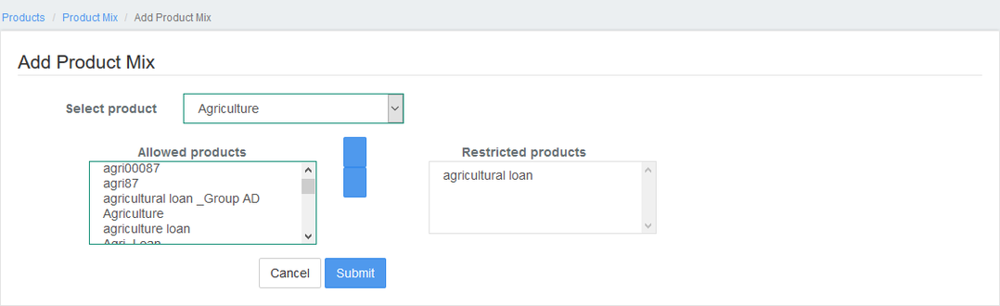 Products / Product Mix / Add Product Mix
Add Product Mix
Select product Agriculture
Allowed products
Restricted products
agri00087
agri87
agricultural loan _Group AD
Agriculture
agriculture loan
Agri_Loan
agricultural loan
Cancel Submit